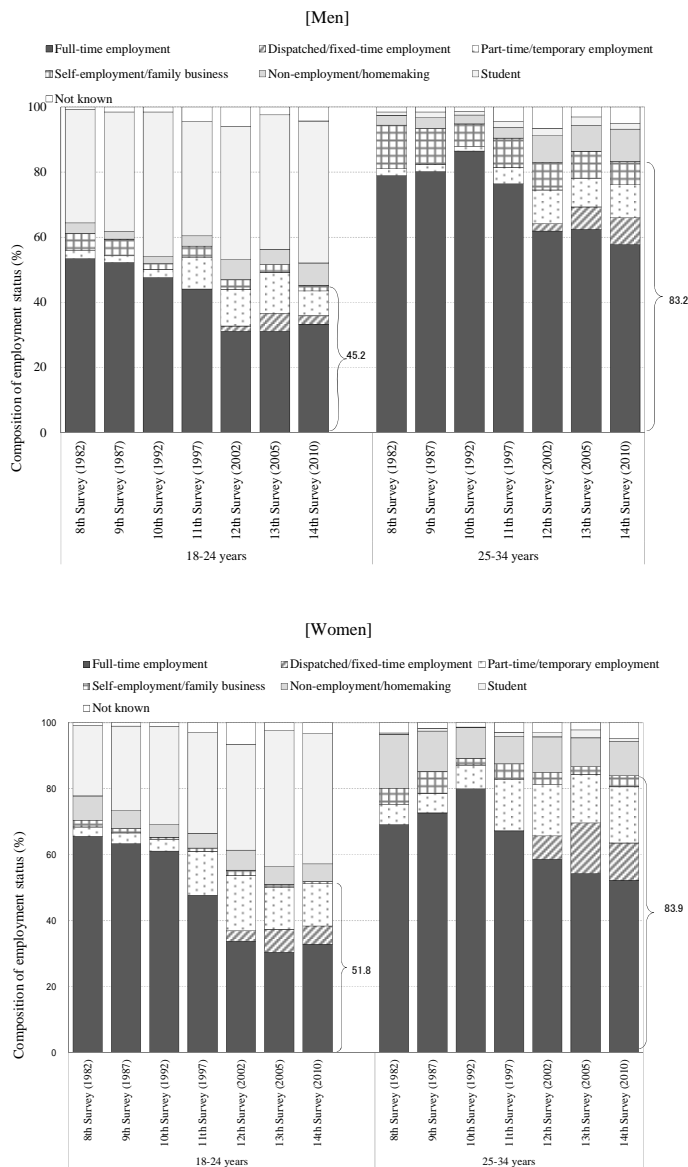 [Men]
Full-time employment Dispatched/fixed-time employment Part-time/temporary employment
Self-employment/family business Non-employment/homemaking Student
Not known
Composition of employment status (%)
100
80
60
40
20
0
45.2
83.2
8th Survey (1982) 9th Survey (1987) 10th Survey (1992) 11th Survey (1997) 12th Survey (2002) 13th Survey (2005) 14th Survey (2010) 8th Survey (1982) 9th Survey (1987) 10th Survey (1992) 11th Survey (1997) 12th Survey (2002) 13th Survey (2005) 14th Survey (2010)
18-24 years 25-34 years
[Women]
Full-time employment Dispatched/fixed-time employment Part-time/temporary employment
Self-employment/family business Non-employment/homemaking Student
Not known
Composition of employment status (%)
100
80
60
40
20
0
51.8
83.9
8th Survey (1982) 9th Survey (1987) 10th Survey (1992) 11th Survey (1997) 12th Survey (2002) 13th Survey (2005) 14th Survey (2010) 8th Survey (1982) 9th Survey (1987) 10th Survey (1992) 11th Survey (1997) 12th Survey (2002) 13th Survey (2005) 14th Survey (2010)
18-24 years 25-34 years